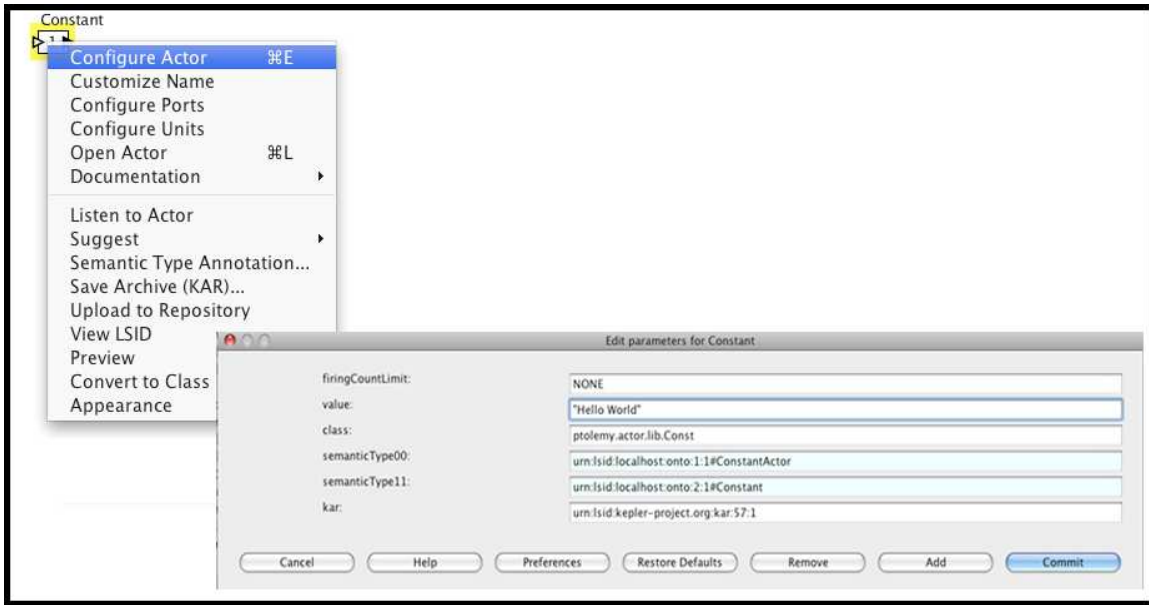 Constant
1
Configure Actor ⌘E
Customize Name
Configure Ports
Configure Units
Open Actor ⌘L
Documentation
Listen to Actor
Suggest
Semantic Type Annotation...
Save Archive (KAR)...
Upload to Repository
View LSID
Preview
Convert to Class
Appearance
Edit parameters for Constant
firingCountLimit: NONE
value: "Hello World"
class: ptolemy.actor.lib.Const
semanticType00: urn:lsid:localhost:onto:1:1#ConstantActor
semanticType11: urn:lsid:localhost:onto:2:1#Constant
kar: urn:lsid:kepler-project.org:kar:57:1
Cancel Help Preferences Restore Defaults Remove Add Commit